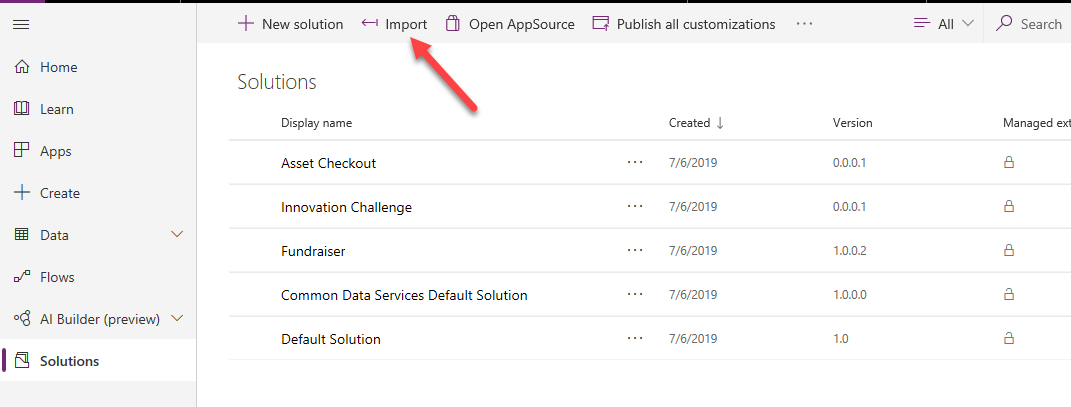 New solution Import Open AppSource Publish all customizations ··· All Search
Home
Learn
Apps
Create
Data
Flows
AI Builder (preview)
Solutions
Solutions
Display name Created Version Managed ext
Asset Checkout ··· 7/6/2019 0.0.0.1
Innovation Challenge ··· 7/6/2019 0.0.0.1
Fundraiser ··· 7/6/2019 1.0.0.2
Common Data Services Default Solution ··· 7/6/2019 1.0.0.0
Default Solution ··· 7/6/2019 1.0